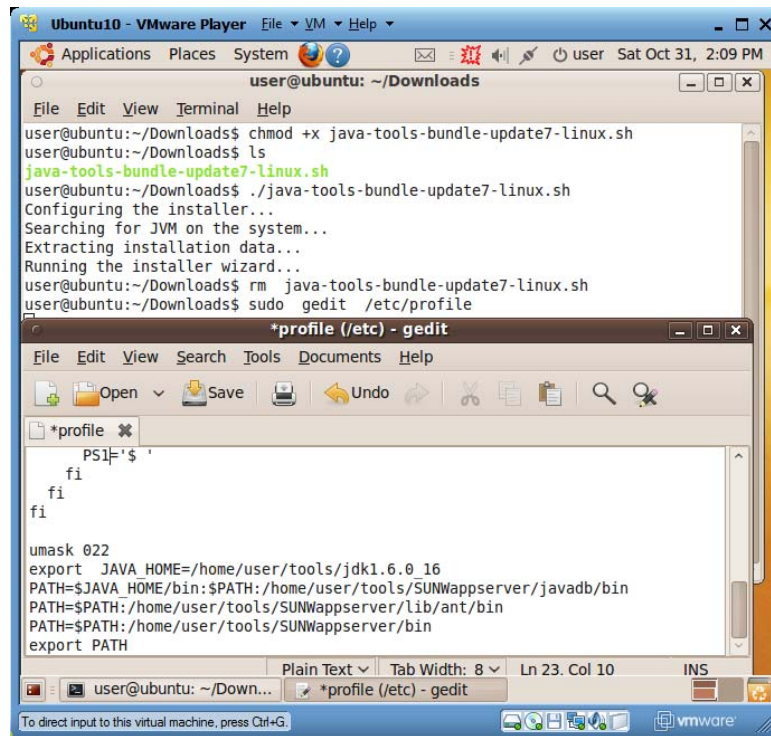 Ubuntu10 - VMware Player File VM Help
Applications Places System user Sat Oct 31, 2:09 PM
user@ubuntu: ~/Downloads
File Edit View Terminal Help
user@ubuntu:~/Downloads$ chmod +x java-tools-bundle-update7-linux.sh
user@ubuntu:~/Downloads$ ls
java-tools-bundle-update7-linux.sh
user@ubuntu:~/Downloads$ ./java-tools-bundle-update7-linux.sh
Configuring the installer...
Searching for JVM on the system...
Extracting installation data...
Running the installer wizard...
user@ubuntu:~/Downloads$ rm  java-tools-bundle-update7-linux.sh
user@ubuntu:~/Downloads$ sudo  gedit  /etc/profile
*profile (/etc) - gedit
File Edit View Search Tools Documents Help
Open Save Undo
*profile
PS1='$ '
fi
fi
fi
umask 022
export  JAVA_HOME=/home/user/tools/jdk1.6.0_16
PATH=$JAVA_HOME/bin:$PATH:/home/user/tools/SUNWappserver/javadb/bin
PATH=$PATH:/home/user/tools/SUNWappserver/lib/ant/bin
PATH=$PATH:/home/user/tools/SUNWappserver/bin
export PATH
Plain Text Tab Width: 8 Ln 23, Col 10 INS
user@ubuntu: ~/Down... *profile (/etc) - gedit
To direct input to this virtual machine, press Ctrl+G. vmware